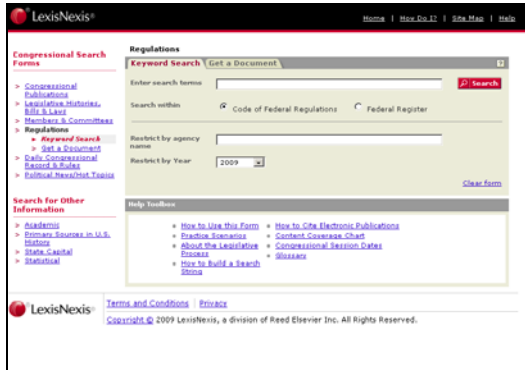 LexisNexis®
Home | How Do I? | Site Map | Help
Congressional Search
Forms
> Congressional
Publications
> Legislative Histories,
Bills & Laws
> Members & Committees
> Regulations
> Keyword Search
> Get a Document
> Daily Congressional
Record & Rules
> Political News/Hot Topics
Search for Other
Information
> Academic
> Primary Sources in U.S.
History
> State Capital
> Statistical
Regulations
Keyword Search
Get a Document
?
Enter search terms
Search
Search within
Code of Federal Regulations
Federal Register
Restrict by agency
name
Restrict by Year
2009
Clear form
Help Toolbox
How to Use this Form
Practice Scenarios
About the Legislative
Process
How to Build a Search
String
How to Cite Electronic Publications
Content Coverage Chart
Congressional Session Dates
Glossary
LexisNexis®
Terms and Conditions | Privacy
Copyright © 2009 LexisNexis, a division of Reed Elsevier Inc. All Rights Reserved.